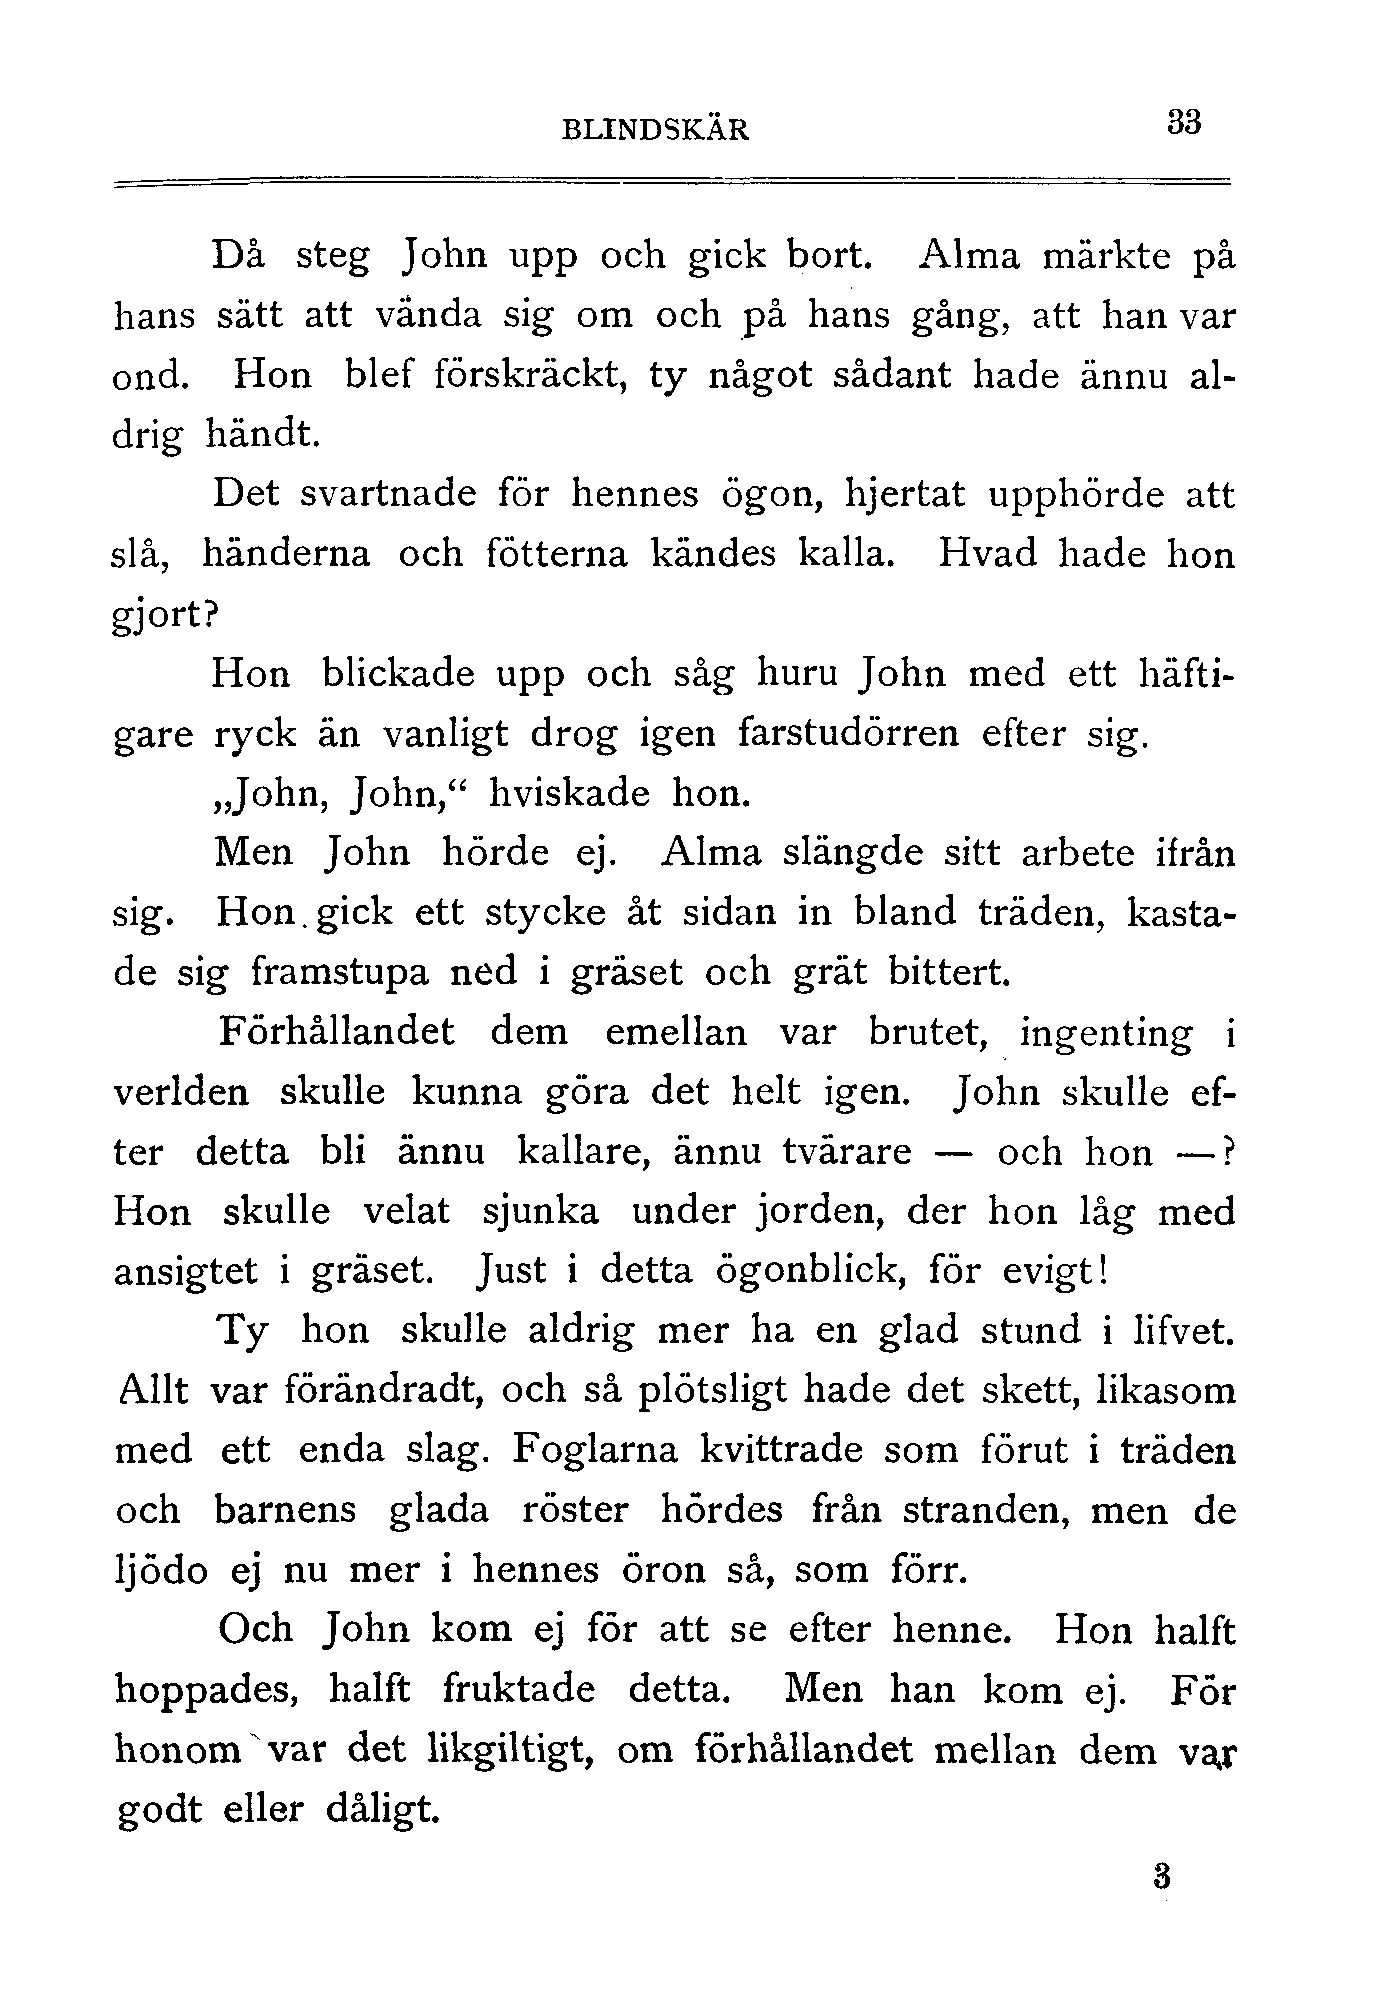 BLINDSKÄR 33
Då steg John upp och gick bort. Alma märkte på
hans sätt att vända sig om och på hans gång, att han var
ond. Hon blef förskräckt, ty något sådant hade ännu al-
drig händt.
Det svartnade för hennes ögon, hjertat upphörde att
slå, händerna och fötterna kändes kalla. Hvad hade hon
gjort?
Hon blickade upp och såg huru John med ett häfti-
gare ryck än vanligt drog igen farstudörren efter sig.
„John, John,“ hviskade hon.
Men John hörde ej. Alma slängde sitt arbete ifrån
sig. Hon gick ett stycke åt sidan in bland träden, kasta-
de sig framstupa ned i gräset och grät bittert.
Förhållandet dem emellan var brutet, ingenting i
verlden skulle kunna göra det helt igen. John skulle ef-
ter detta bli ännu kallare, ännu tvärare — och hon —?
Hon skulle velat sjunka under jorden, der hon låg med
ansigtet i gräset. Just i detta ögonblick, för evigt!
Ty hon skulle aldrig mer ha en glad stund i lifvet.
Allt var förändradt, och så plötsligt hade det skett, likasom
med ett enda slag. Foglarna kvittrade som förut i träden
och barnens glada röster hördes från stranden, men de
ljödo ej nu mer i hennes öron så, som förr.
Och John kom ej för att se efter henne. Hon halft
hoppades, halft fruktade detta. Men han kom ej. För
honom var det likgiltigt, om förhållandet mellan dem var
godt eller dåligt.
3